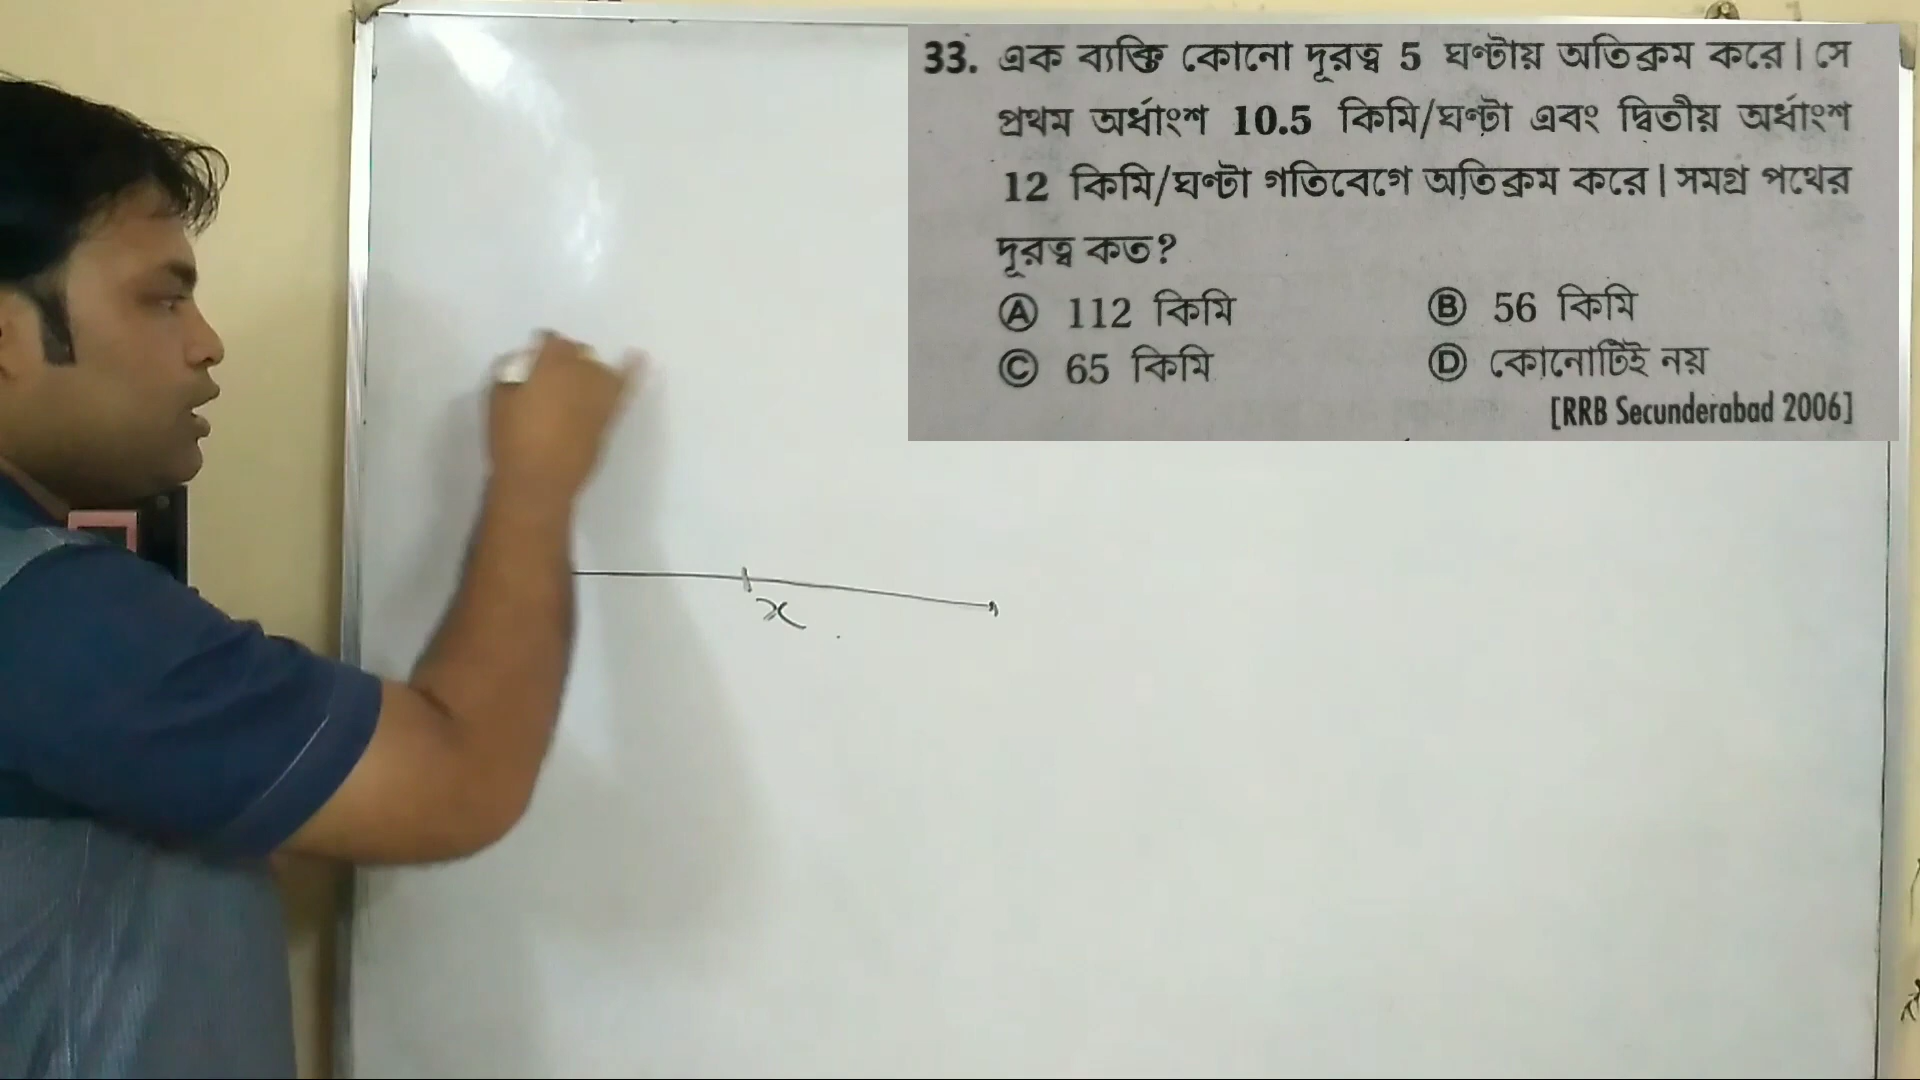 33. এক ব্যক্তি কোনো দূরত্ব 5 ঘণ্টায় অতিক্রম করে। সে
প্রথম অর্ধাংশ 10.5 কিমি/ঘণ্টা এবং দ্বিতীয় অর্ধাংশ
12 কিমি/ঘণ্টা গতিবেগে অতিক্রম করে। সমগ্র পথের
দূরত্ব কত?
Ⓐ 112 কিমি Ⓑ 56 কিমি
Ⓒ 65 কিমি Ⓓ কোনোটিই নয়
[RRB Secunderabad 2006]
x